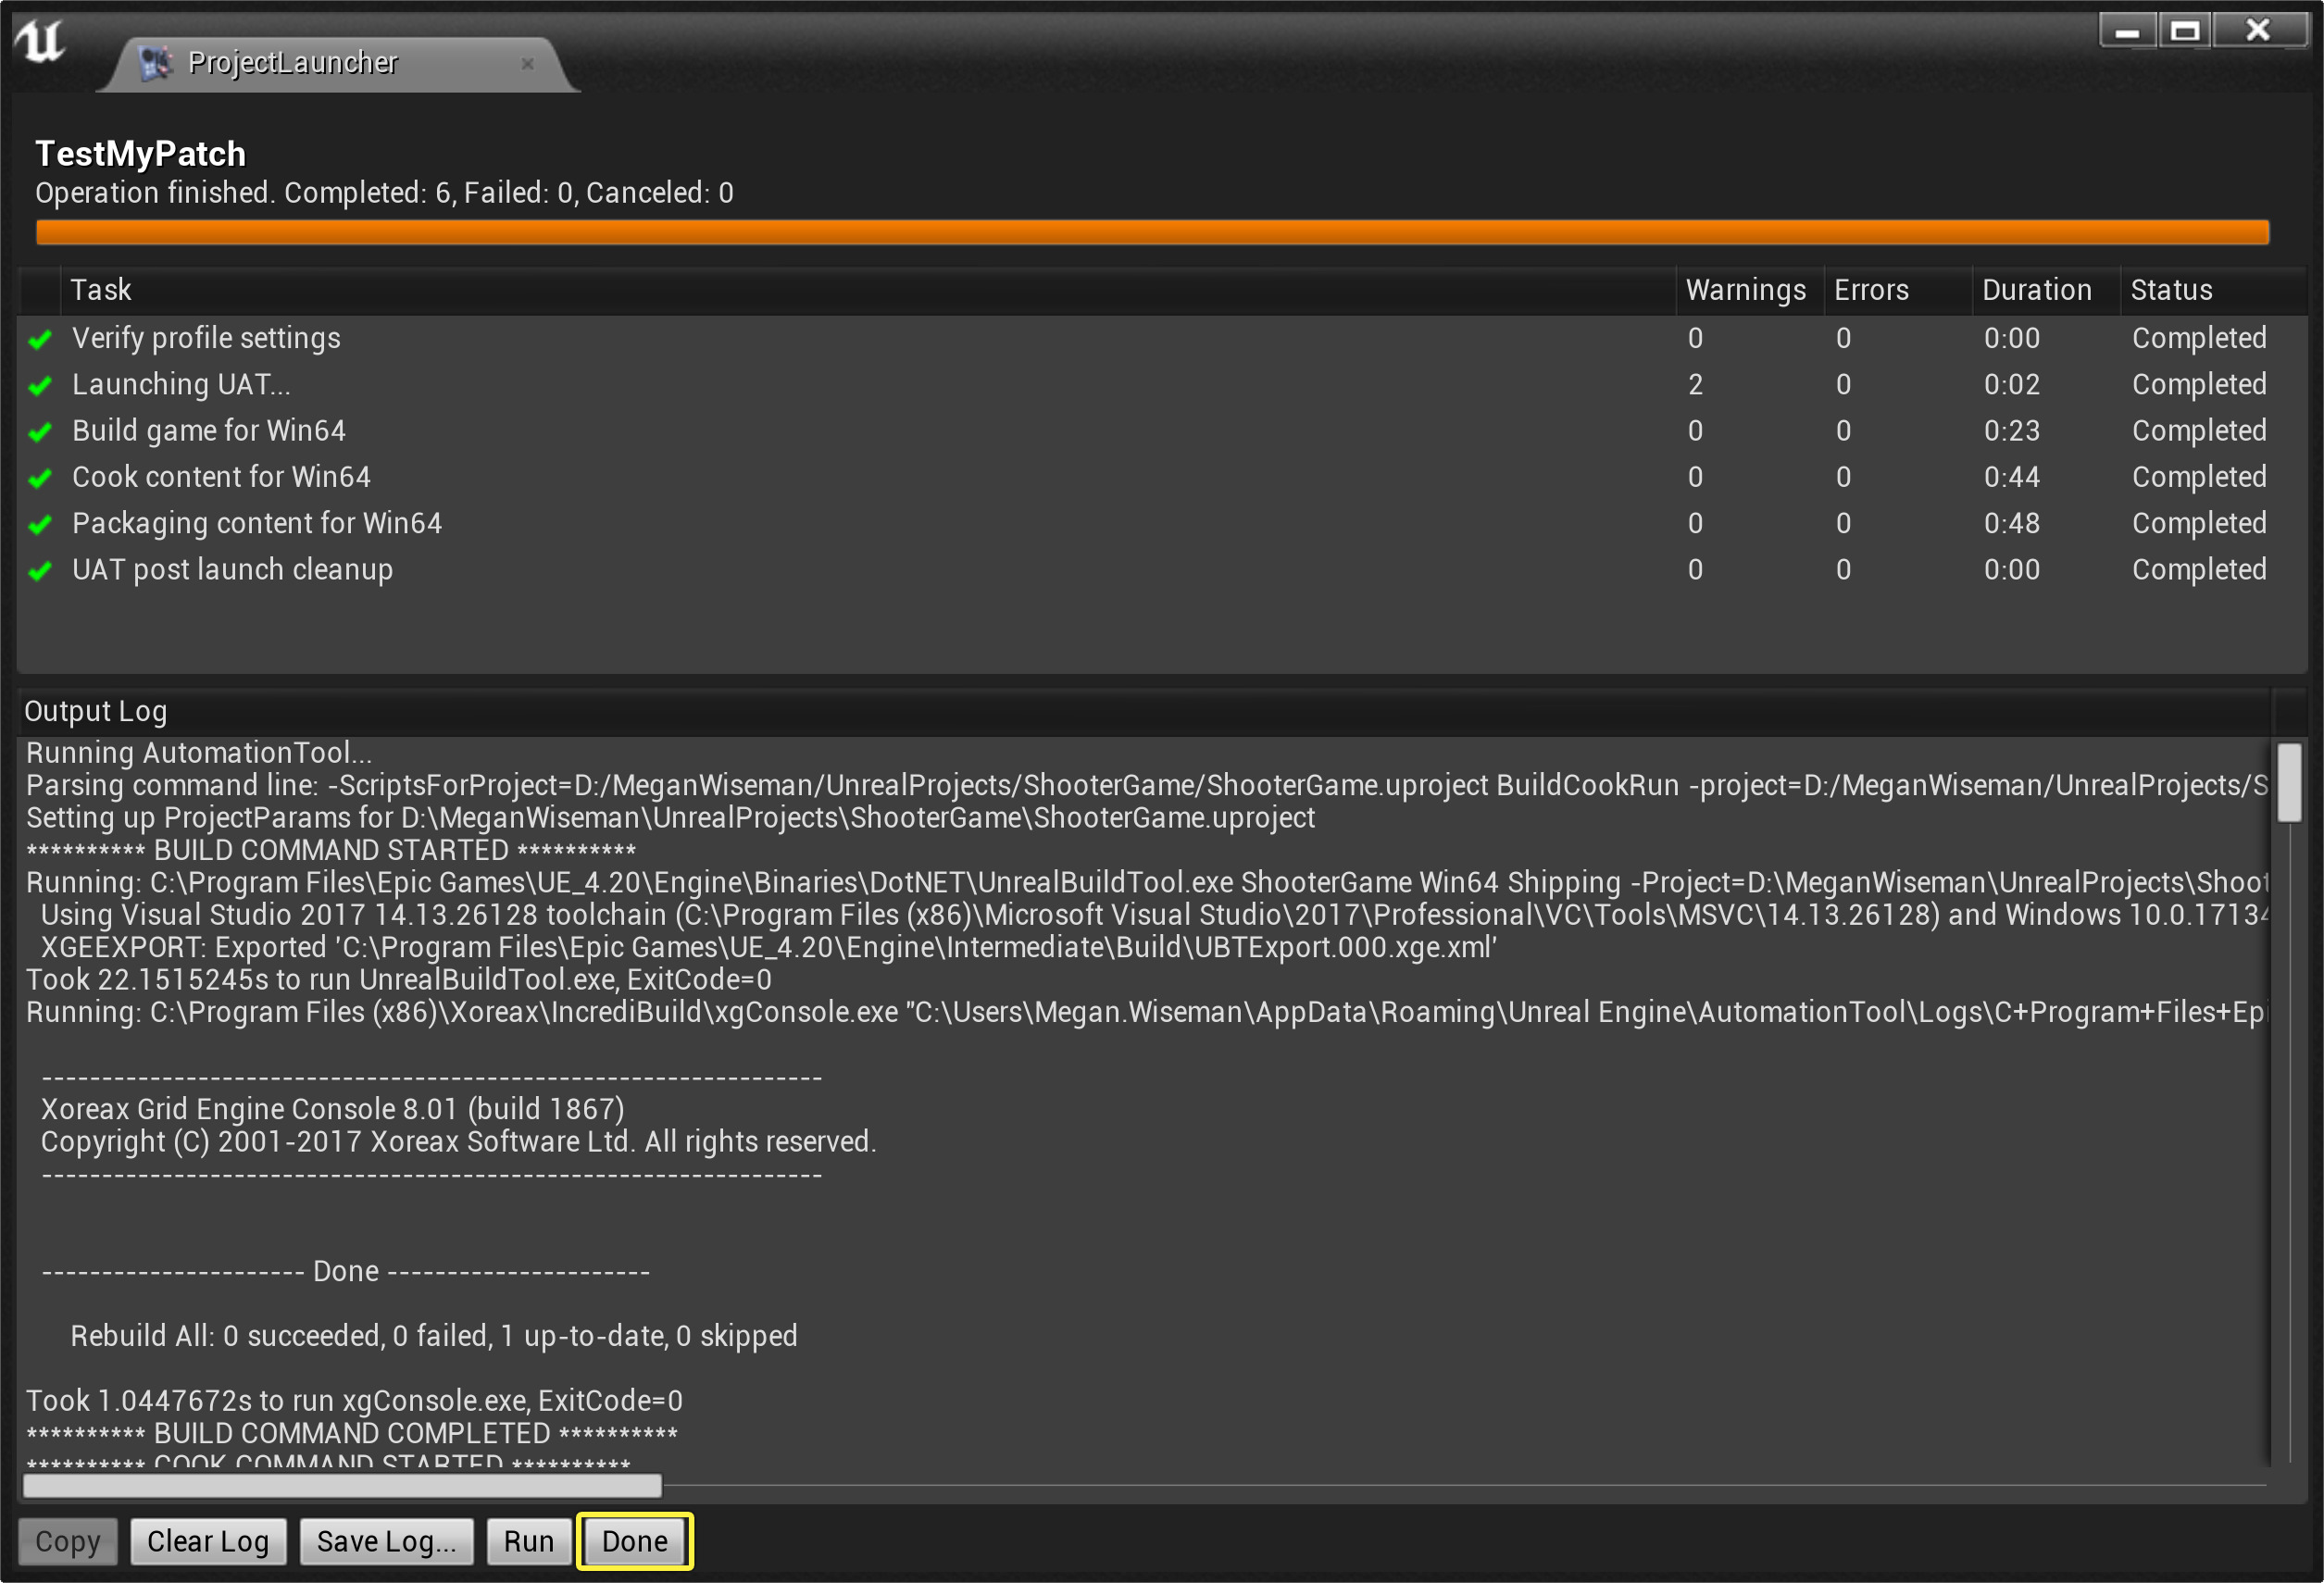 ProjectLauncher
TestMyPatch
Operation finished. Completed: 6, Failed: 0, Canceled: 0
Task Warnings Errors Duration Status
Verify profile settings 0 0 0:00 Completed
Launching UAT... 2 0 0:02 Completed
Build game for Win64 0 0 0:23 Completed
Cook content for Win64 0 0 0:44 Completed
Packaging content for Win64 0 0 0:48 Completed
UAT post launch cleanup 0 0 0:00 Completed
Output Log
Running AutomationTool...
Parsing command line: -ScriptsForProject=D:/MeganWiseman/UnrealProjects/ShooterGame/ShooterGame.uproject BuildCookRun -project=D:/MeganWiseman/UnrealProjects/S
Setting up ProjectParams for D:\MeganWiseman\UnrealProjects\ShooterGame\ShooterGame.uproject
********** BUILD COMMAND STARTED **********
Running: C:\Program Files\Epic Games\UE_4.20\Engine\Binaries\DotNET\UnrealBuildTool.exe ShooterGame Win64 Shipping -Project=D:\MeganWiseman\UnrealProjects\Shoot
Using Visual Studio 2017 14.13.26128 toolchain (C:\Program Files (x86)\Microsoft Visual Studio\2017\Professional\VC\Tools\MSVC\14.13.26128) and Windows 10.0.17134
XGEEXPORT: Exported 'C:\Program Files\Epic Games\UE_4.20\Engine\Intermediate\Build\UBTExport.000.xge.xml'
Took 22.1515245s to run UnrealBuildTool.exe, ExitCode=0
Running: C:\Program Files (x86)\Xoreax\IncrediBuild\xgConsole.exe "C:\Users\Megan.Wiseman\AppData\Roaming\Unreal Engine\AutomationTool\Logs\C+Program+Files+Epi
-----------------------------------------------------------------
Xoreax Grid Engine Console 8.01 (build 1867)
Copyright (C) 2001-2017 Xoreax Software Ltd. All rights reserved.
-----------------------------------------------------------------
---------------------- Done ----------------------
Rebuild All: 0 succeeded, 0 failed, 1 up-to-date, 0 skipped
Took 1.0447672s to run xgConsole.exe, ExitCode=0
********** BUILD COMMAND COMPLETED **********
********** COOK COMMAND STARTED **********
Copy Clear Log Save Log... Run Done